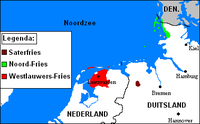 DEN.
Noordzee
Legenda:
Saterfries
Noord-Fries
Westlauwers-Fries
Kiel
Hamburg
Bremen
NEDERLAND
DUITSLAND
Hannover